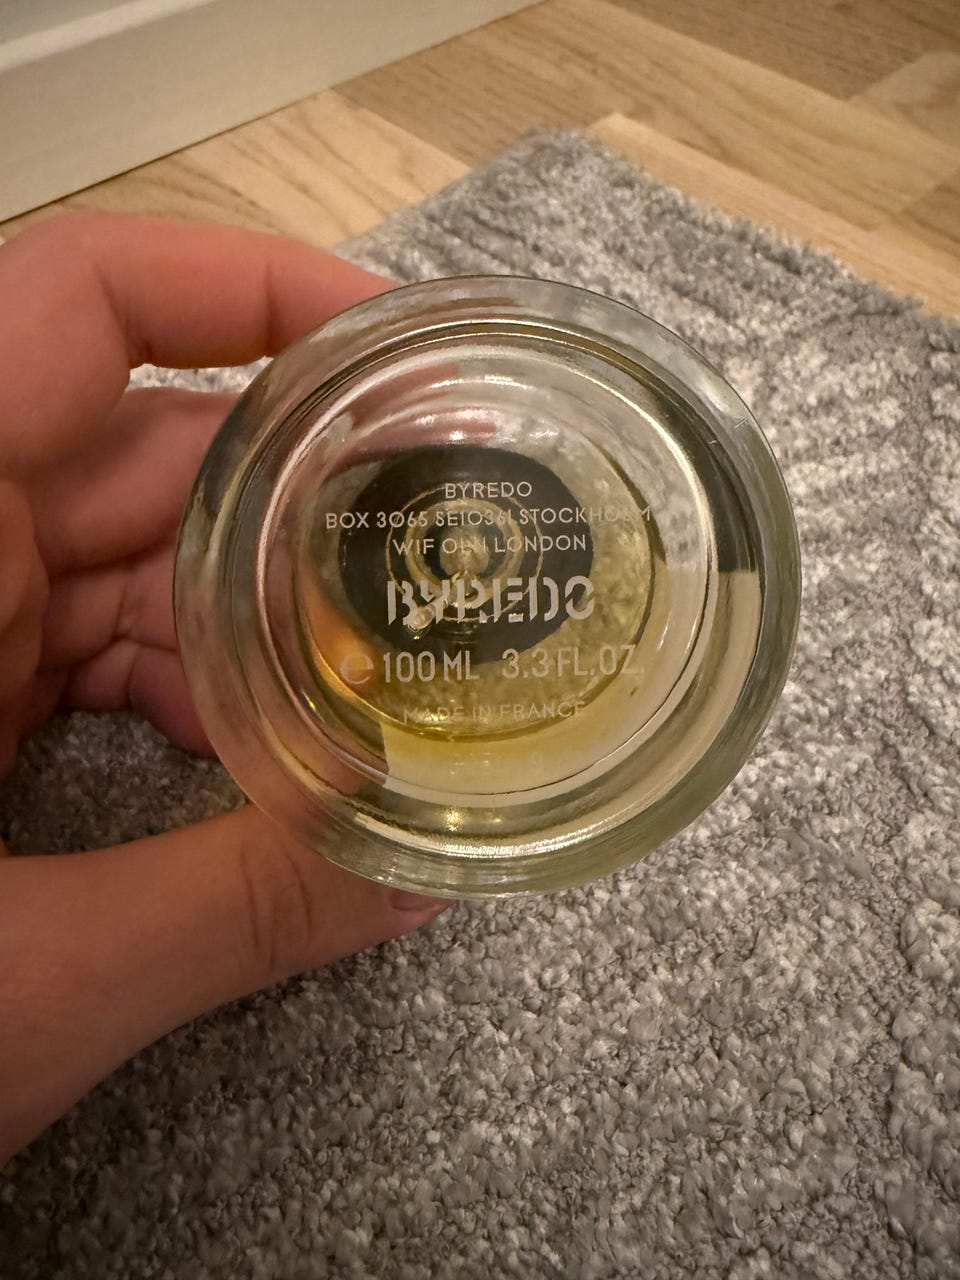 BYREDO
BOX 3065 SE10361 STOCKHOLM
W1F 0LN LONDON
BYREDO
e 100 ML 3.3 FL.OZ.
MADE IN FRANCE